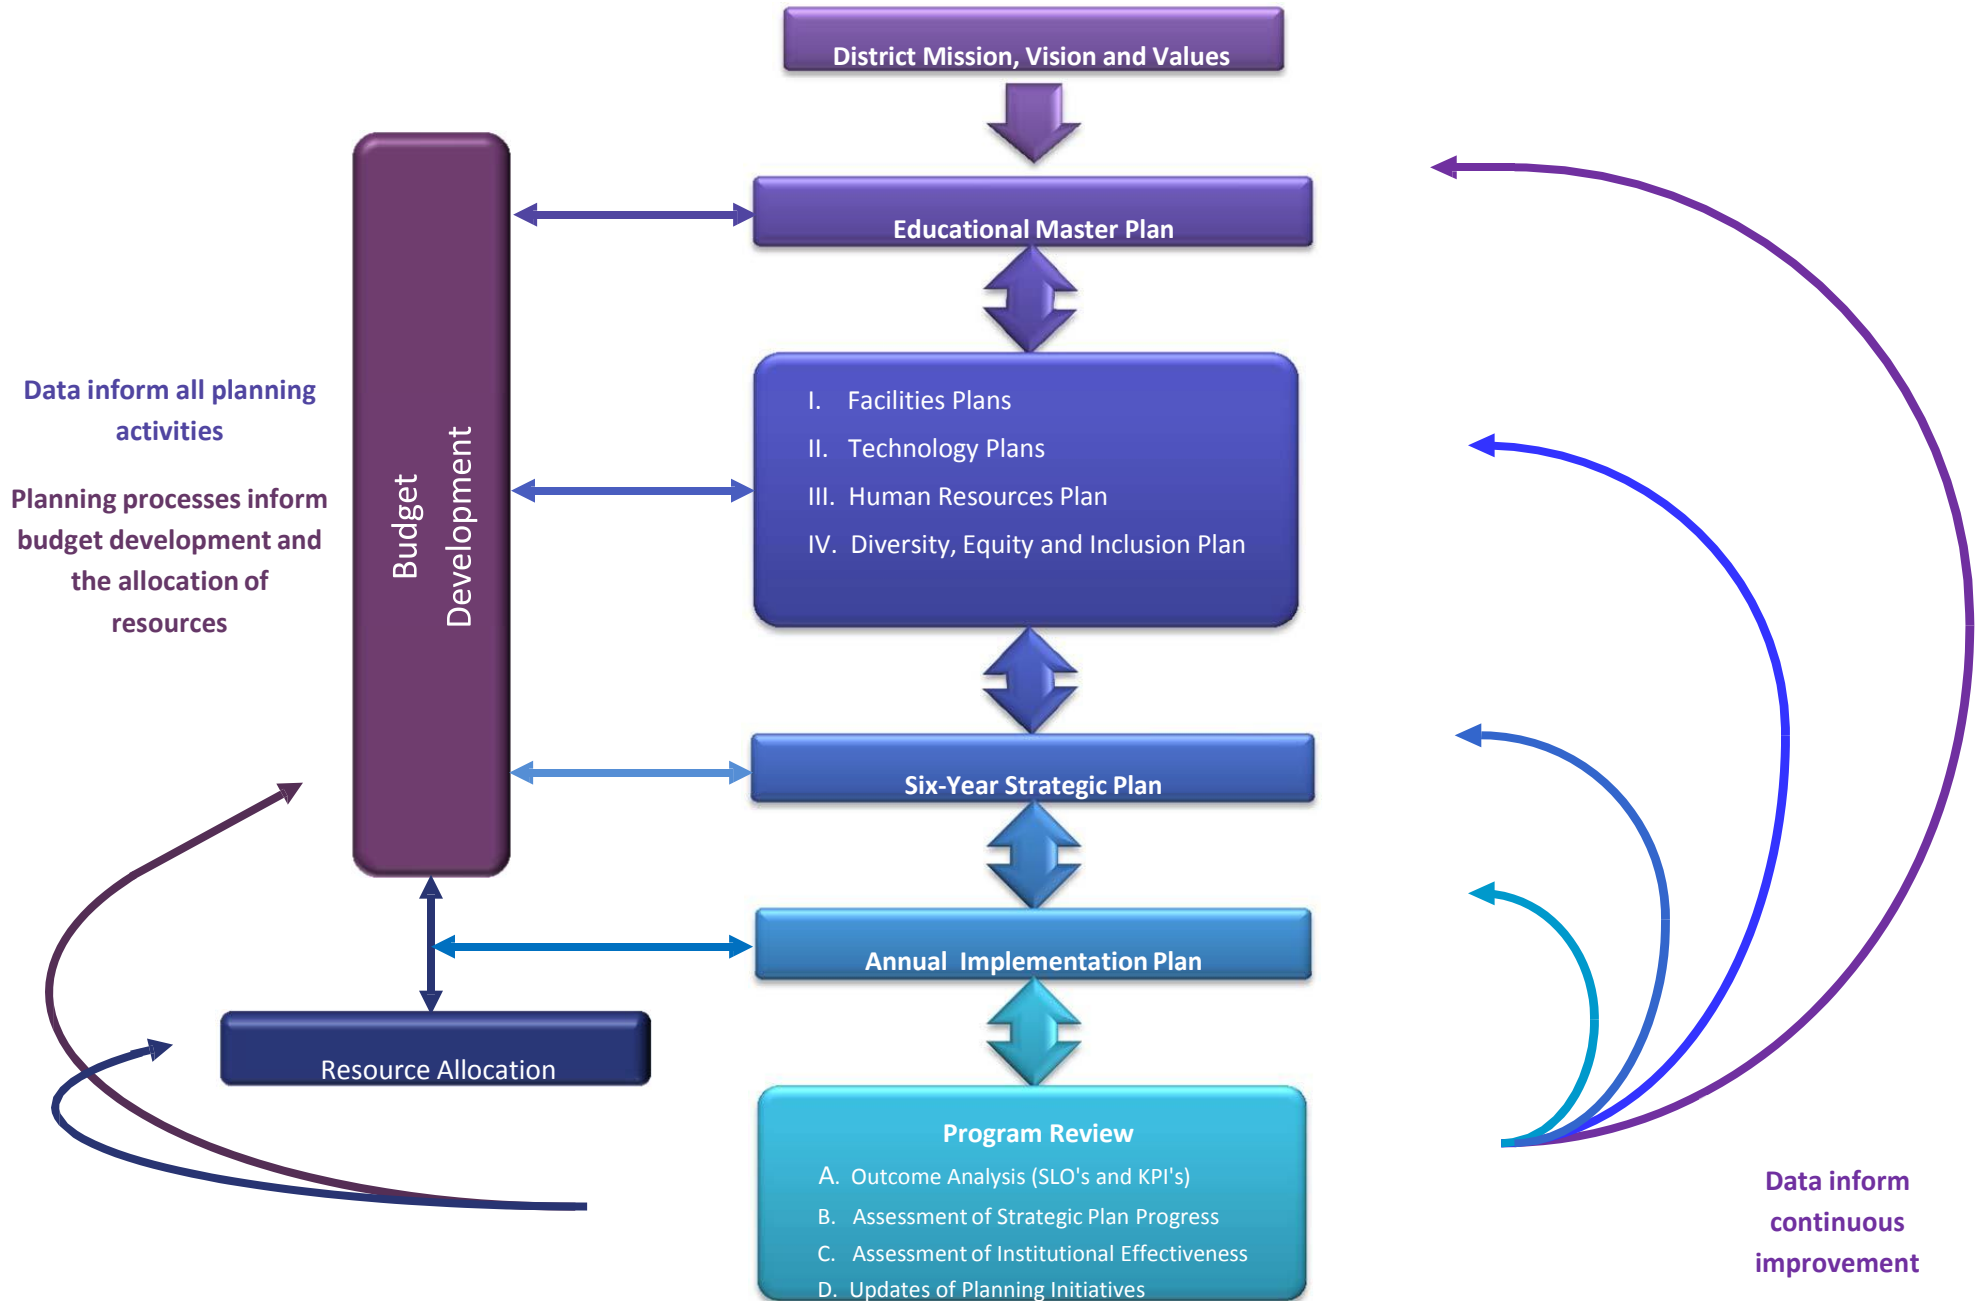 District Mission, Vision and Values
Educational Master Plan
Data inform all planning
activities
Planning processes inform
budget development and
the allocation of
resources
Budget
Development
I. Facilities Plans
II. Technology Plans
III. Human Resources Plan
IV. Diversity, Equity and Inclusion Plan
Six-Year Strategic Plan
Annual Implementation Plan
Resource Allocation
Program Review
A. Outcome Analysis (SLO's and KPI's)
B. Assessment of Strategic Plan Progress
C. Assessment of Institutional Effectiveness
D. Updates of Planning Initiatives
Data inform
continuous
improvement